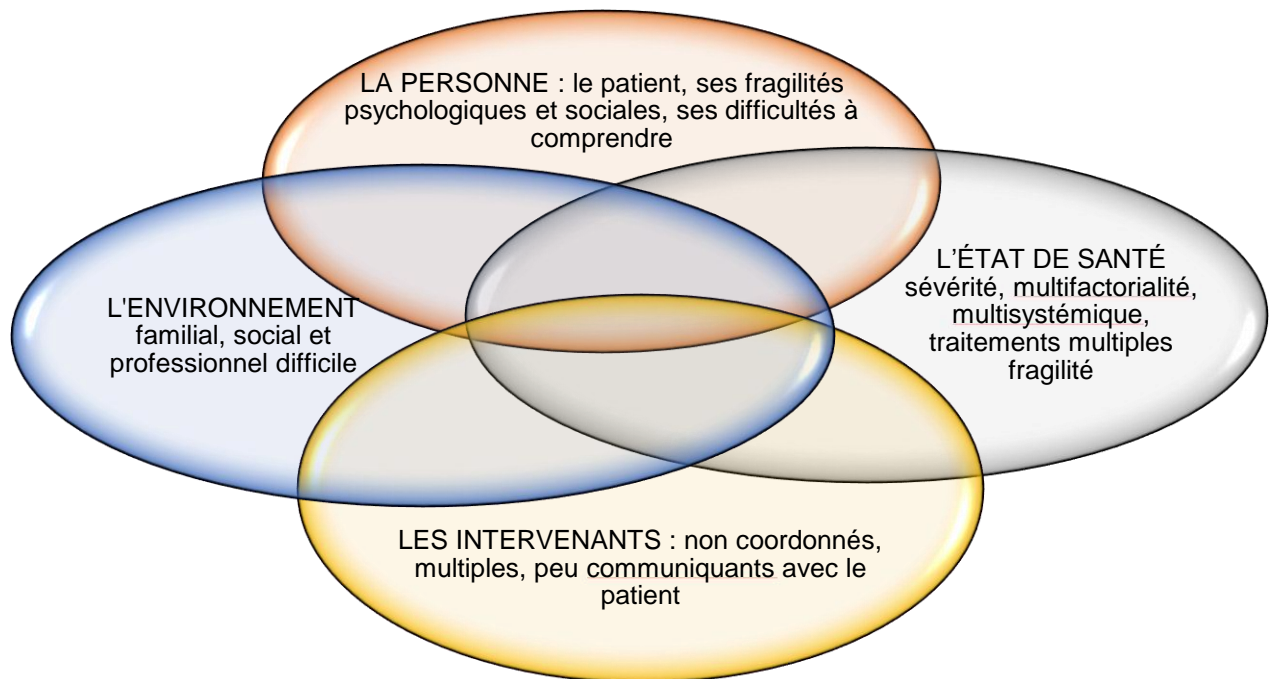 LA PERSONNE : le patient, ses fragilités
psychologiques et sociales, ses difficultés à
comprendre
L'ENVIRONNEMENT
familial, social et
professionnel difficile
L'ÉTAT DE SANTÉ
sévérité, multifactorialité,
multisystémique,
traitements multiples
fragilité
LES INTERVENANTS : non coordonnés,
multiples, peu communiquants avec le
patient